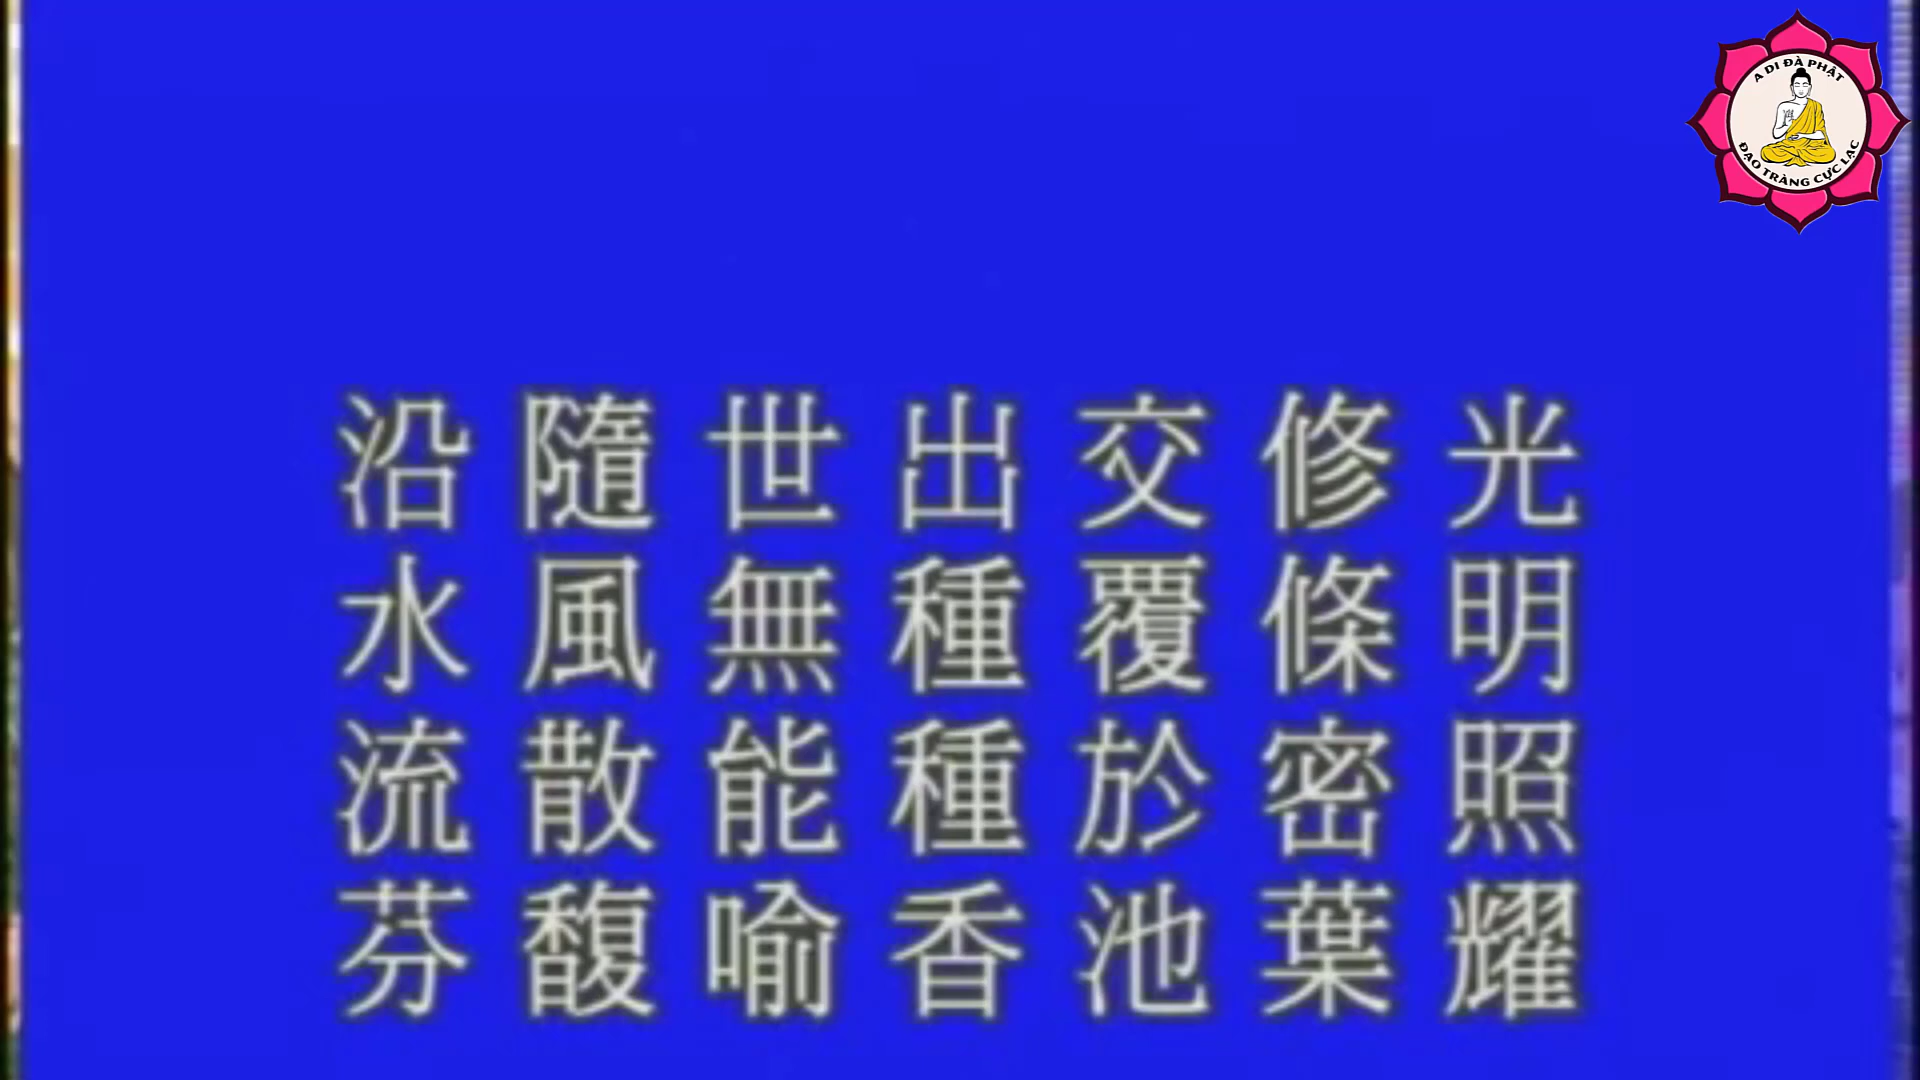 光明照耀
修條密葉
交覆於池
出種種香
世無能喻
隨風散馥
沿水流芬
A DI ĐÀ PHẬT
ĐẠO TRÀNG CỰC LẠC